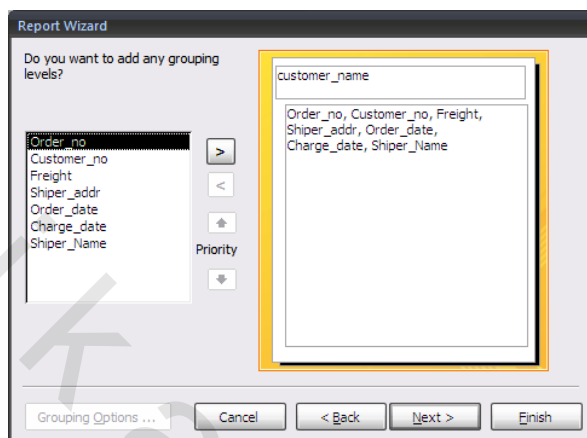 Report Wizard
Do you want to add any grouping
levels?
customer_name
Order_no, Customer_no, Freight,
Shiper_addr, Order_date,
Charge_date, Shiper_Name
Order_no
Customer_no
Freight
Shiper_addr
Order_date
Charge_date
Shiper_Name
>
<
Priority
Grouping Options ...
Cancel
< Back
Next >
Finish